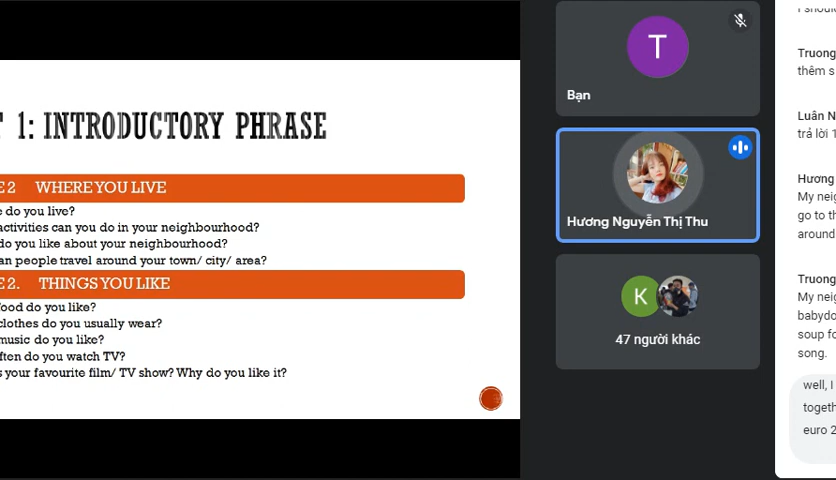 1: INTRODUCTORY PHRASE
2 WHERE YOU LIVE
do you live?
activities can you do in your neighbourhood?
do you like about your neighbourhood?
people travel around your town/ city/ area?
2. THINGS YOU LIKE
food do you like?
clothes do you usually wear?
music do you like?
do you watch TV?
your favourite film/ TV show? Why do you like it?
T
Bạn
Hương Nguyễn Thị Thu
K
47 người khác
Truong
thêm s
Luân N
trả lời 1
Hương
My neig
go to th
around
Truong
My neig
babydo
soup fo
song.
well, I
togeth
euro 2